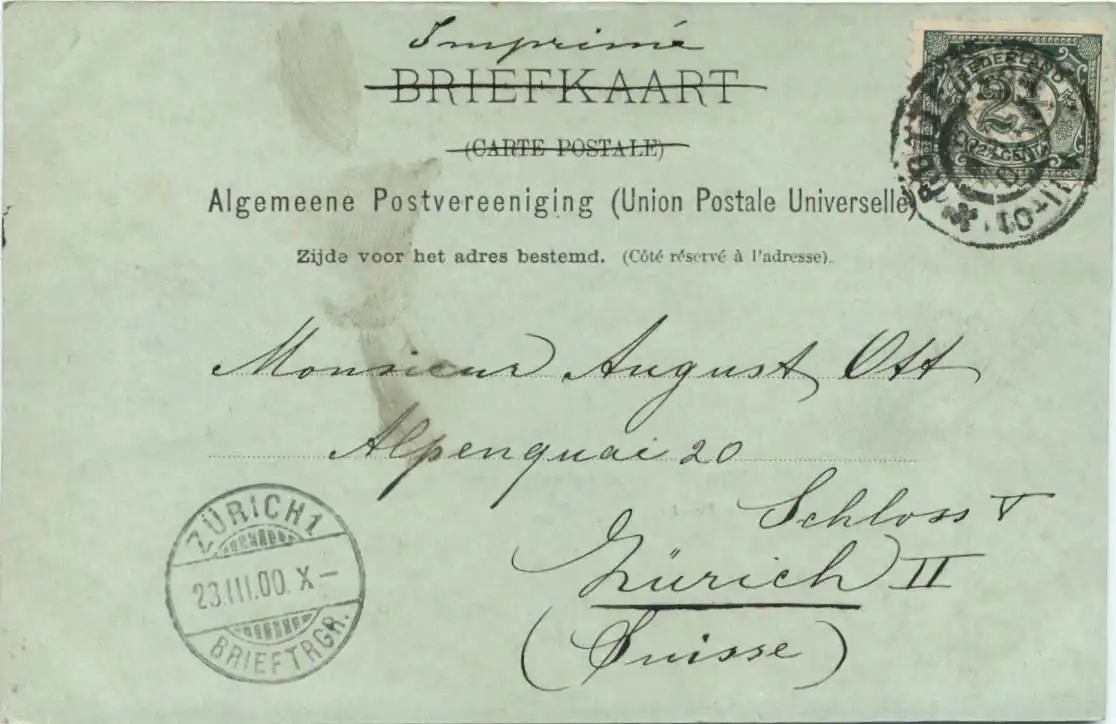 Imprimé
BRIEFKAART
(CARTE POSTALE)
Algemeene Postvereeniging (Union Postale Universelle)
Zijde voor het adres bestemd. (Côté réservé à l'adresse).
NEDERLAND
2½
CENT
Monsieur August Ott
Alpenquai 20
Schloss V
Zürich II
(Suisse)
ZÜRICH 1
23.III.00. X–
BRIEFTRGR.